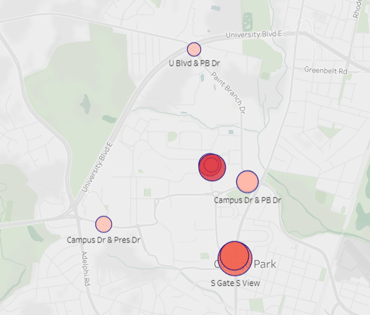 University Blvd E
Rhode
U Blvd & PB Dr
Greenbelt Rd
Paint Branch Dr
University Blvd E
Campus Dr & PB Dr
Campus Dr & Pres Dr
Adelphi Rd
Park
S Gate S View